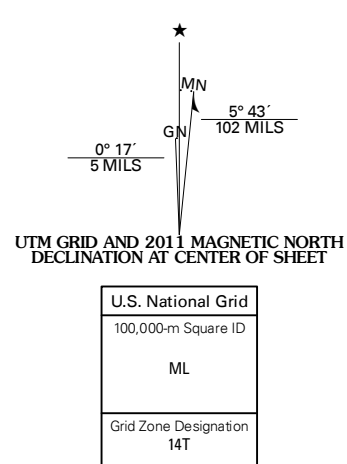 ★
MN
5° 43´
102 MILS
GN
0° 17´
5 MILS
UTM GRID AND 2011 MAGNETIC NORTH
DECLINATION AT CENTER OF SHEET
U.S. National Grid
100,000-m Square ID
ML
Grid Zone Designation
14T